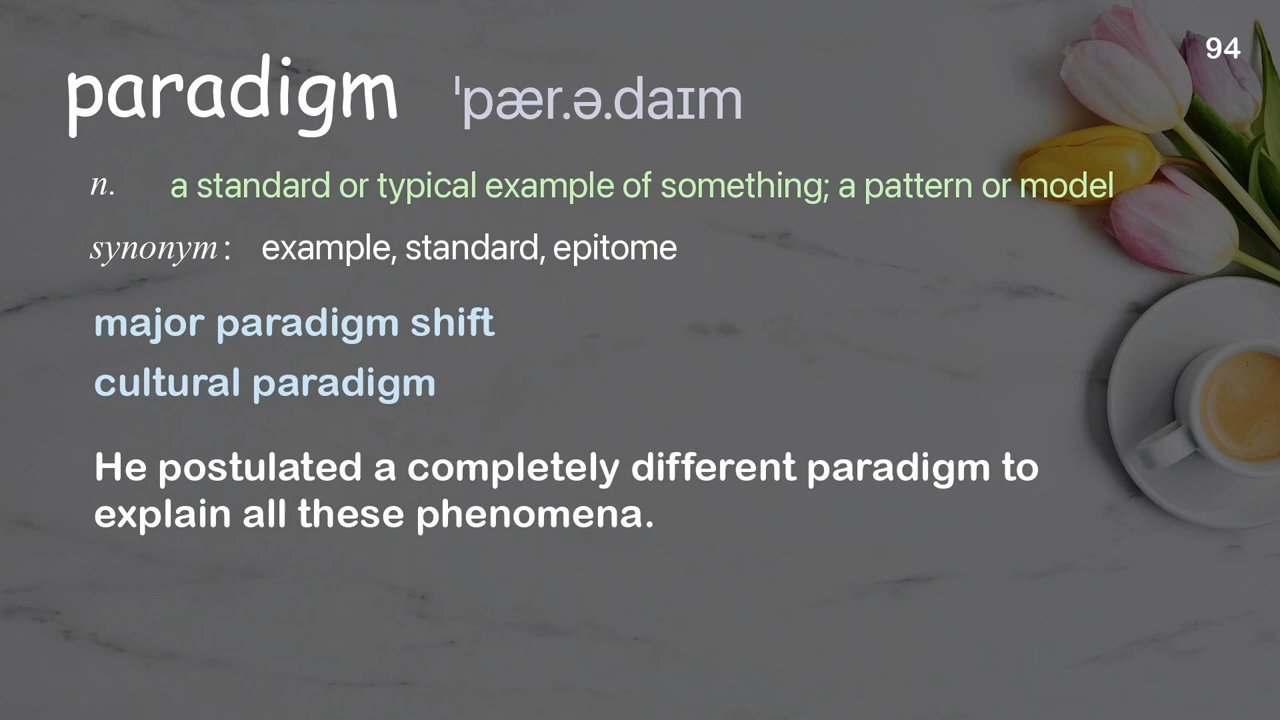 94
paradigm ˈpær.ə.daɪm
n. a standard or typical example of something; a pattern or model
synonym: example, standard, epitome
major paradigm shift
cultural paradigm
He postulated a completely different paradigm to
explain all these phenomena.